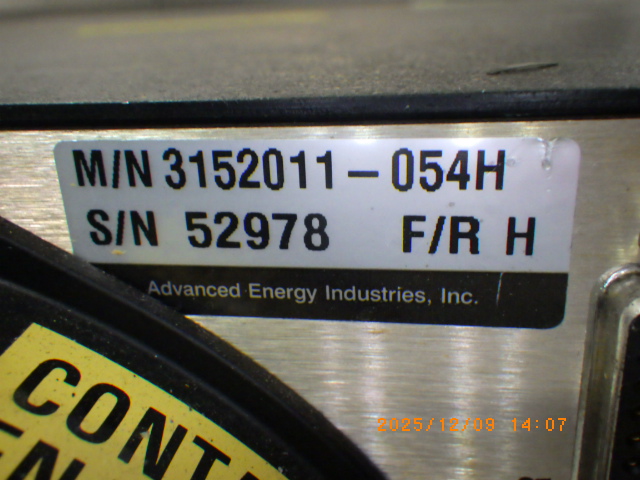 M/N 3152011-054H
S/N 52978 F/R H
Advanced Energy Industries, Inc.
2025/12/09 14:07